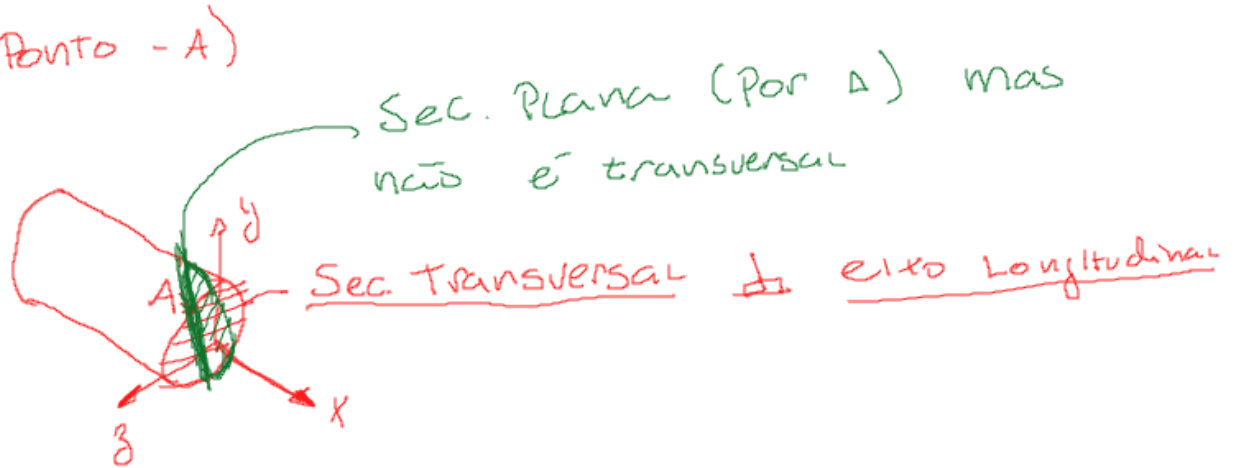 Ponto - A)
Sec. Plana (Por A) mas
não é transversal
y
A
Sec Transversal ⊥ eixo Longitudinal
x
z